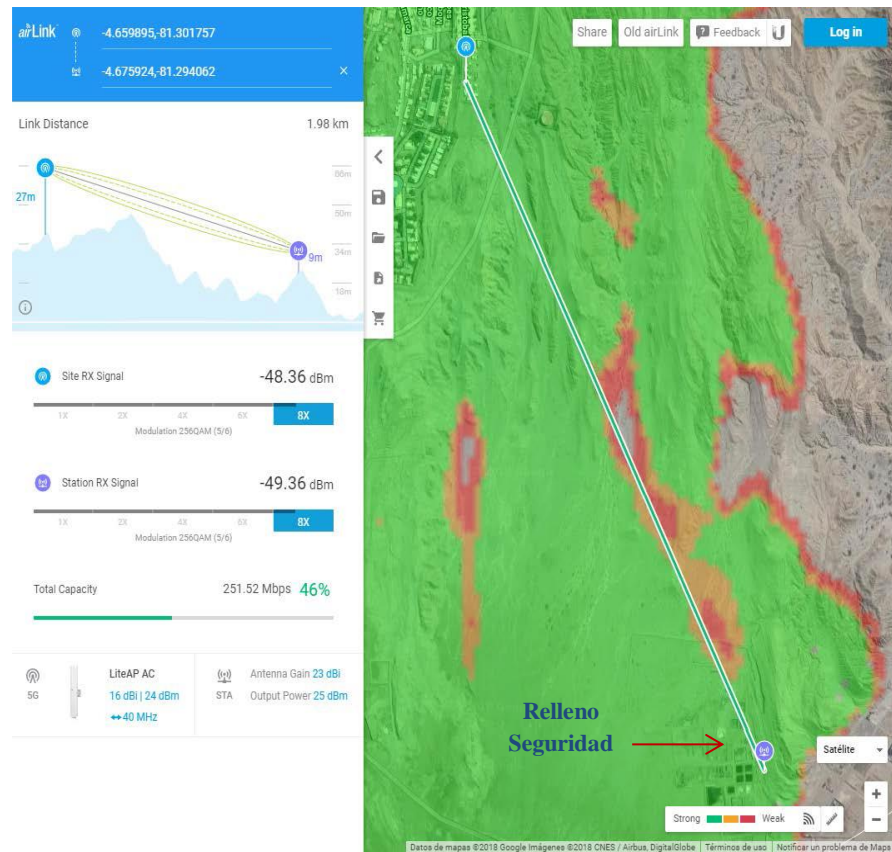 airLink
-4.659895,-81.301757
-4.675924,-81.294062
×
Share
Old airLink
Feedback
Log in
Link Distance
1.98 km
66m
27m
50m
34m
9m
18m
Site RX Signal
-48.36 dBm
1X 2X 4X 6X 8X
Modulation 256QAM (5/6)
Station RX Signal
-49.36 dBm
1X 2X 4X 6X 8X
Modulation 256QAM (5/6)
Total Capacity
251.52 Mbps 46%
5G
LiteAP AC
16 dBi | 24 dBm
40 MHz
STA
Antenna Gain 23 dBi
Output Power 25 dBm
Relleno
Seguridad
Satélite
+
−
Strong
Weak
Datos de mapas ©2018 Google Imágenes ©2018 CNES / Airbus, DigitalGlobe
Términos de uso
Notificar un problema de Maps